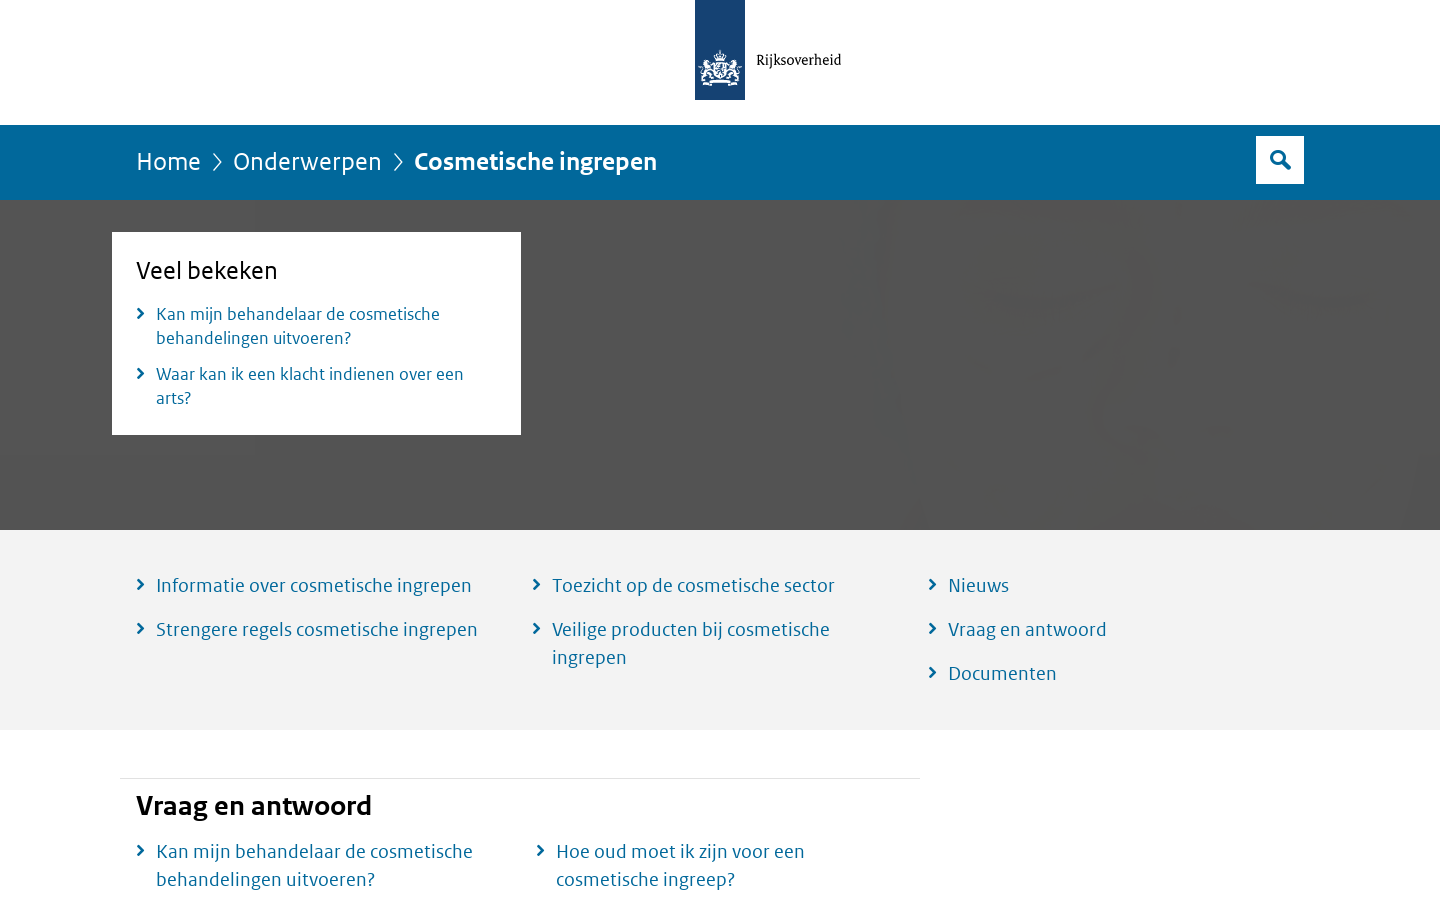 Rijksoverheid
Home
Onderwerpen
Cosmetische ingrepen
Veel bekeken
Kan mijn behandelaar de cosmetische
behandelingen uitvoeren?
Waar kan ik een klacht indienen over een
arts?
Informatie over cosmetische ingrepen
Strengere regels cosmetische ingrepen
Toezicht op de cosmetische sector
Veilige producten bij cosmetische
ingrepen
Nieuws
Vraag en antwoord
Documenten
Vraag en antwoord
Kan mijn behandelaar de cosmetische
behandelingen uitvoeren?
Hoe oud moet ik zijn voor een
cosmetische ingreep?